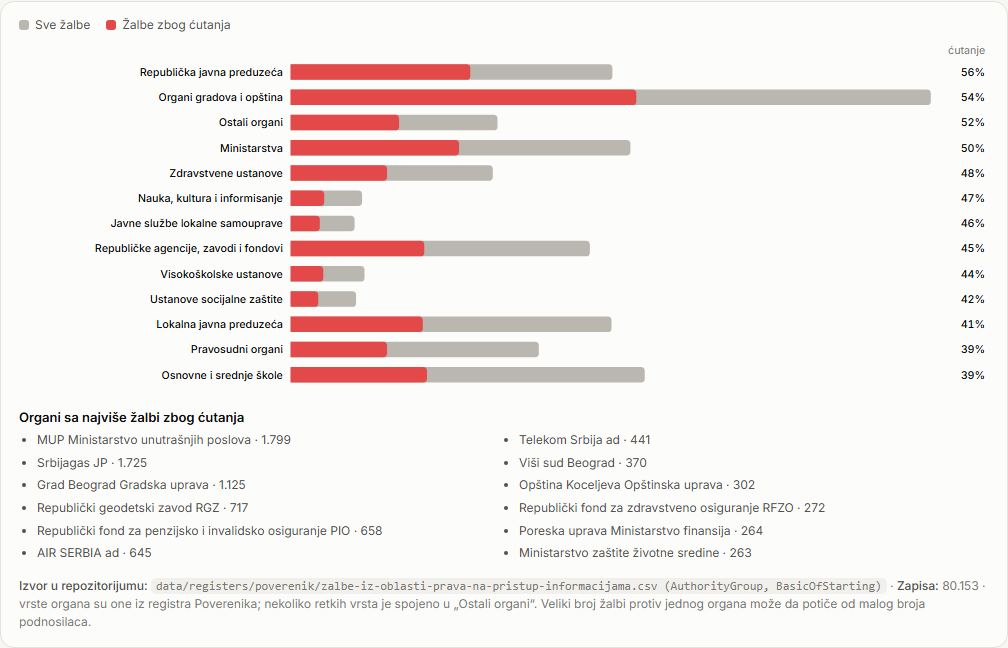 Sve žalbe
Žalbe zbog ćutanja
ćutanje
Republička javna preduzeća 56%
Organi gradova i opština 54%
Ostali organi 52%
Ministarstva 50%
Zdravstvene ustanove 48%
Nauka, kultura i informisanje 47%
Javne službe lokalne samouprave 46%
Republičke agencije, zavodi i fondovi 45%
Visokoškolske ustanove 44%
Ustanove socijalne zaštite 42%
Lokalna javna preduzeća 41%
Pravosudni organi 39%
Osnovne i srednje škole 39%
Organi sa najviše žalbi zbog ćutanja
• MUP Ministarstvo unutrašnjih poslova · 1.799
• Srbijagas JP · 1.725
• Grad Beograd Gradska uprava · 1.125
• Republički geodetski zavod RGZ · 717
• Republički fond za penzijsko i invalidsko osiguranje PIO · 658
• AIR SERBIA ad · 645
• Telekom Srbija ad · 441
• Viši sud Beograd · 370
• Opština Koceljeva Opštinska uprava · 302
• Republički fond za zdravstveno osiguranje RFZO · 272
• Poreska uprava Ministarstvo finansija · 264
• Ministarstvo zaštite životne sredine · 263
Izvor u repozitorijumu: data/registers/poverenik/zalbe-iz-oblasti-prava-na-pristup-informacijama.csv (AuthorityGroup, BasicOfStarting) · Zapisa: 80.153 ·
vrste organa su one iz registra Poverenika; nekoliko retkih vrsta je spojeno u „Ostali organi“. Veliki broj žalbi protiv jednog organa može da potiče od malog broja
podnosilaca.